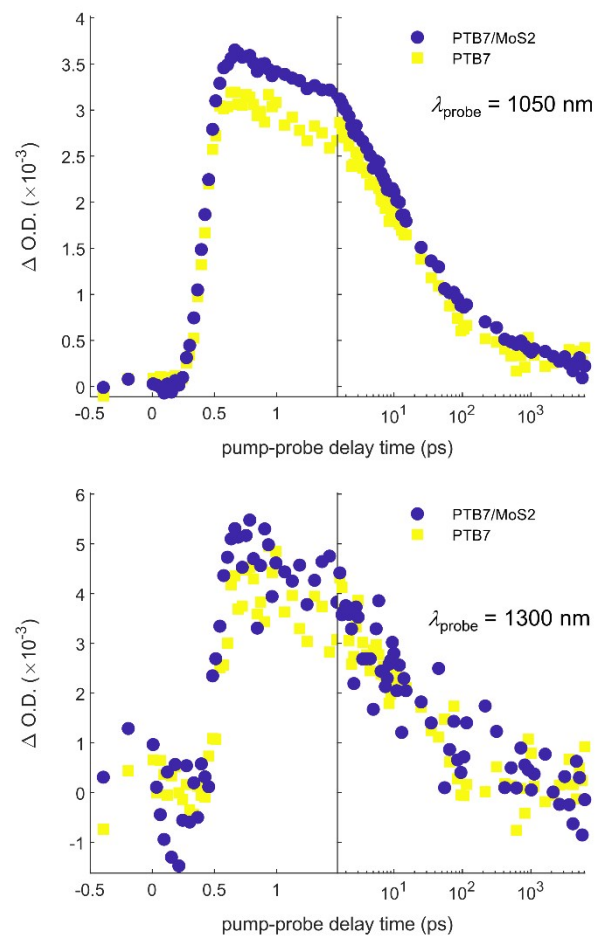 4
3.5
3
2.5
2
1.5
1
0.5
0
Δ O.D. (×10⁻³)
PTB7/MoS2
PTB7
λprobe = 1050 nm
-0.5 0 0.5 1 10¹ 10² 10³
pump-probe delay time (ps)
6
5
4
3
2
1
0
-1
Δ O.D. (×10⁻³)
PTB7/MoS2
PTB7
λprobe = 1300 nm
-0.5 0 0.5 1 10¹ 10² 10³
pump-probe delay time (ps)